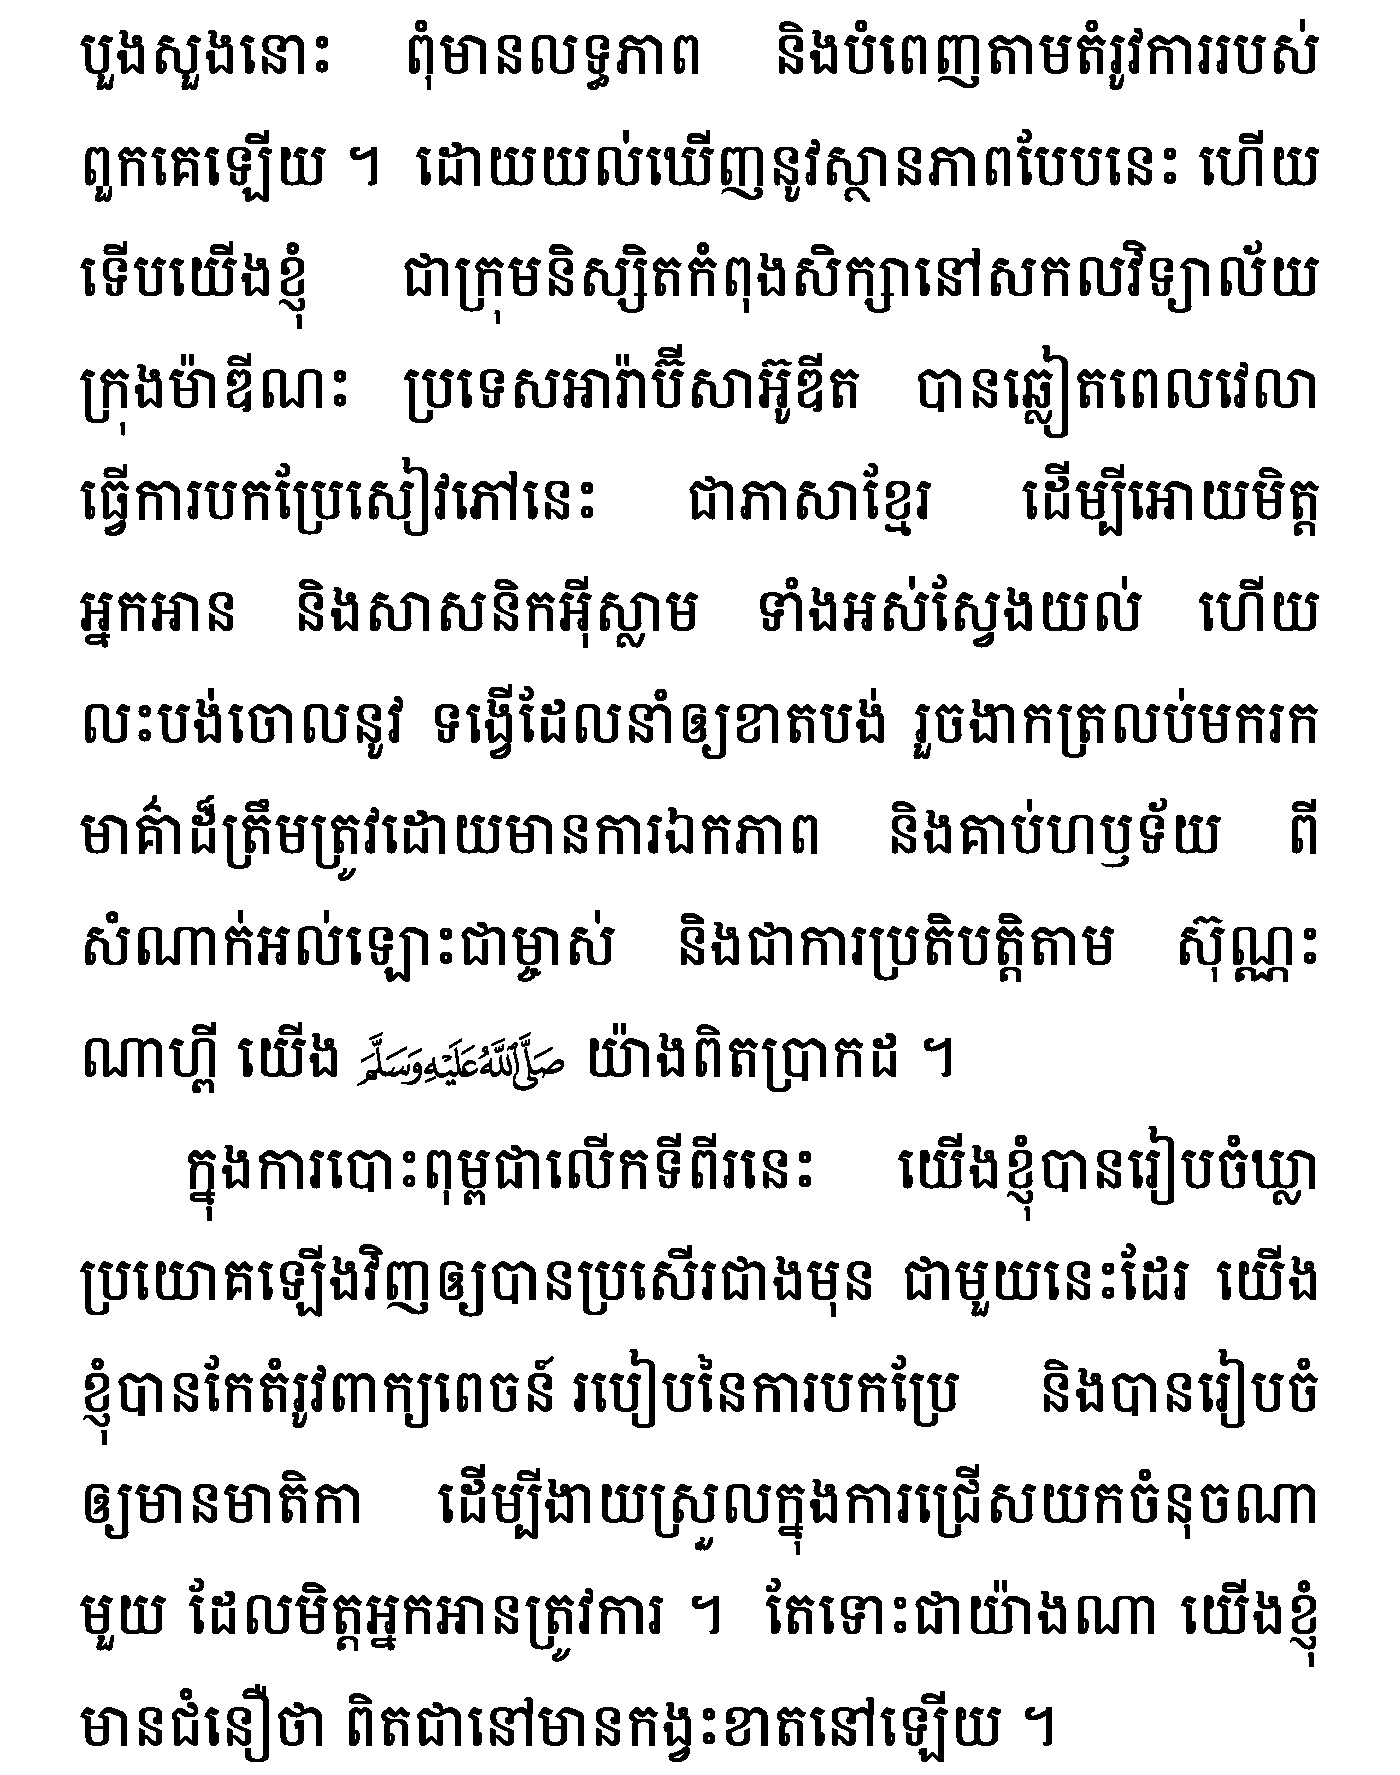 បួងសួងនោះ ពុំមានលទ្ធភាព និងបំពេញតាមតំរូវការរបស់
ពួកគេឡើយ ។ ដោយយល់ឃើញនូវស្ថានភាពបែបនេះ ហើយ
ទើបយើងខ្ញុំ ជាក្រុមនិស្សិតកំពុងសិក្សានៅសកលវិទ្យាល័យ
ក្រុងម៉ាឌីណះ ប្រទេសអារ៉ាប៊ីសាអ៊ូឌីត បានឆ្លៀតពេលវេលា
ធ្វើការបកប្រែសៀវភៅនេះ ជាភាសាខ្មែរ ដើម្បីអោយមិត្ត
អ្នកអាន និងសាសនិកអ៊ីស្លាម ទាំងអស់ស្វែងយល់ ហើយ
លះបង់ចោលនូវ ទង្វើដែលនាំឲ្យខាតបង់ រួចងាកត្រលប់មករក
មាគ៌ាដ៏ត្រឹមត្រូវដោយមានការឯកភាព និងគាប់ហឫទ័យ ពី
សំណាក់អល់ឡោះជាម្ចាស់ និងជាការប្រតិបត្តិតាម ស៊ុណ្ណះ
ណាហ្ពី យើង صَلَّى اللَّهُ عَلَيْهِ وَسَلَّمَ យ៉ាងពិតប្រាកដ ។
ក្នុងការបោះពុម្ពជាលើកទីពីរនេះ យើងខ្ញុំបានរៀបចំឃ្លា
ប្រយោគឡើងវិញឲ្យបានប្រសើរជាងមុន ជាមួយនេះដែរ យើង
ខ្ញុំបានកែតំរូវពាក្យពេចន៍ របៀបនៃការបកប្រែ និងបានរៀបចំ
ឲ្យមានមាតិកា ដើម្បីងាយស្រួលក្នុងការជ្រើសយកចំនុចណា
មួយ ដែលមិត្តអ្នកអានត្រូវការ ។ តែទោះជាយ៉ាងណា យើងខ្ញុំ
មានជំនឿថា ពិតជានៅមានកង្វះខាតនៅឡើយ ។